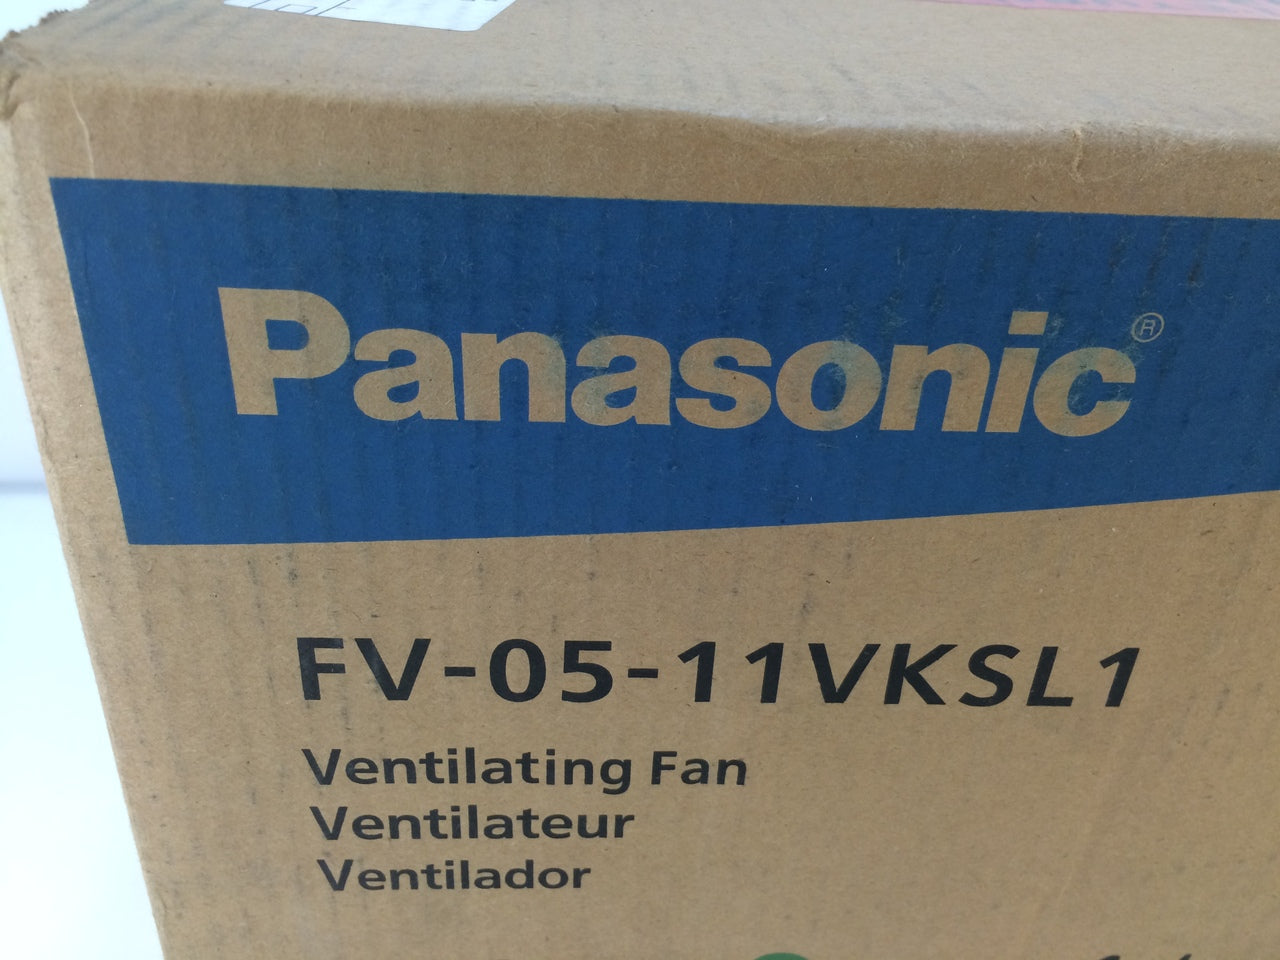 Panasonic®
FV-05-11VKSL1
Ventilating Fan
Ventilateur
Ventilador